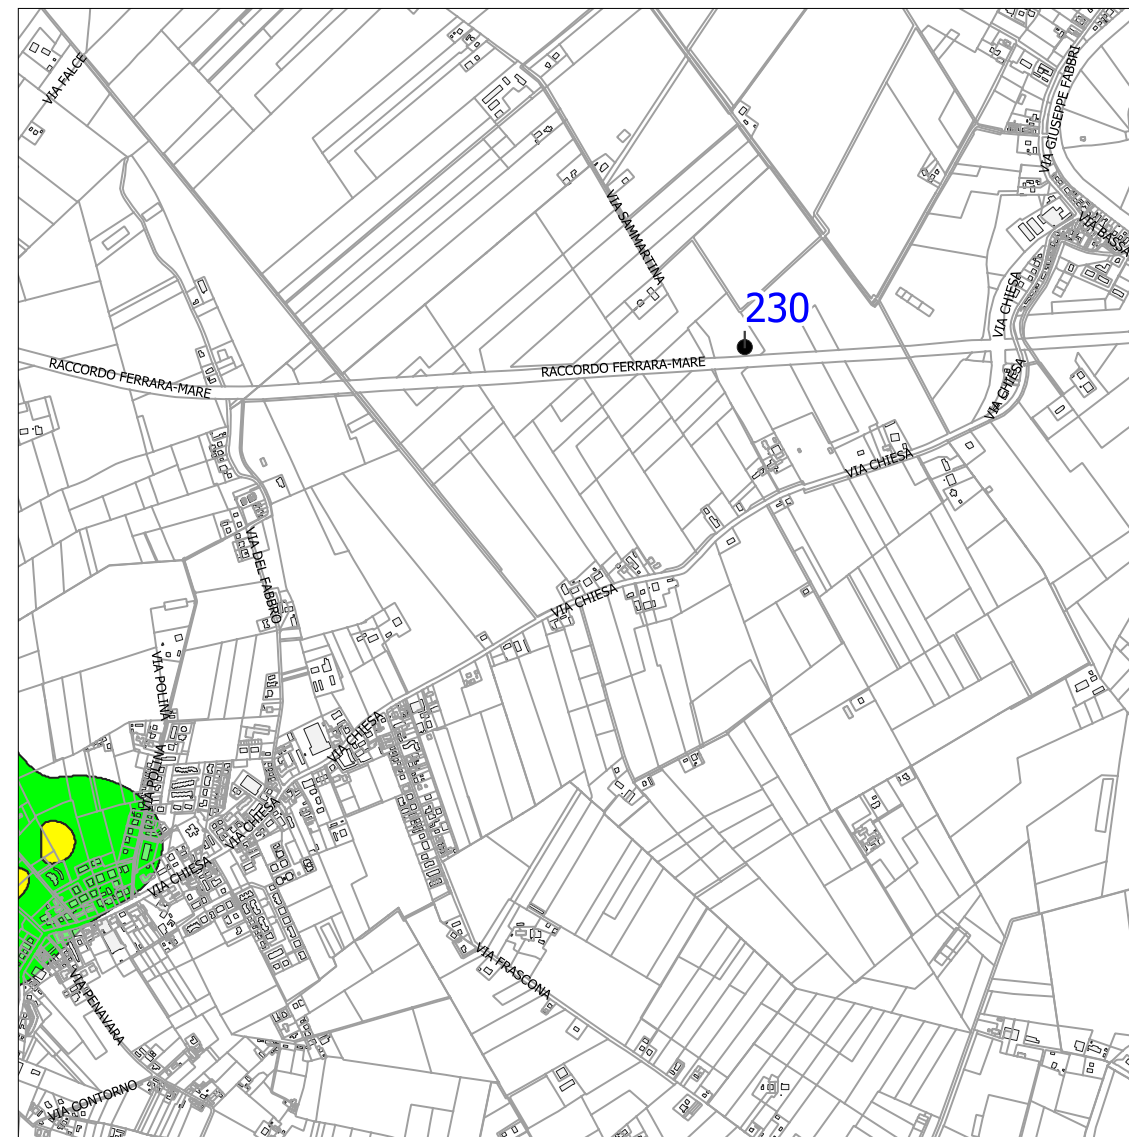 VIA FALCE
VIA GIUSEPPE FABBRI
VIA SAMMARTINA
VIA BASSA
VIA CHIESA
230
RACCORDO FERRARA-MARE
RACCORDO FERRARA-MARE
VIA CHIESA
VIA CHIESA
VIA DEL FABBRO
VIA CHIESA
VIA POLINA
VIA CHIESA
VIA POLINA
VIA CHIESA
VIA CHIESA
VIA FRASCONA
VIA PENAVARA
VIA CONTORNO